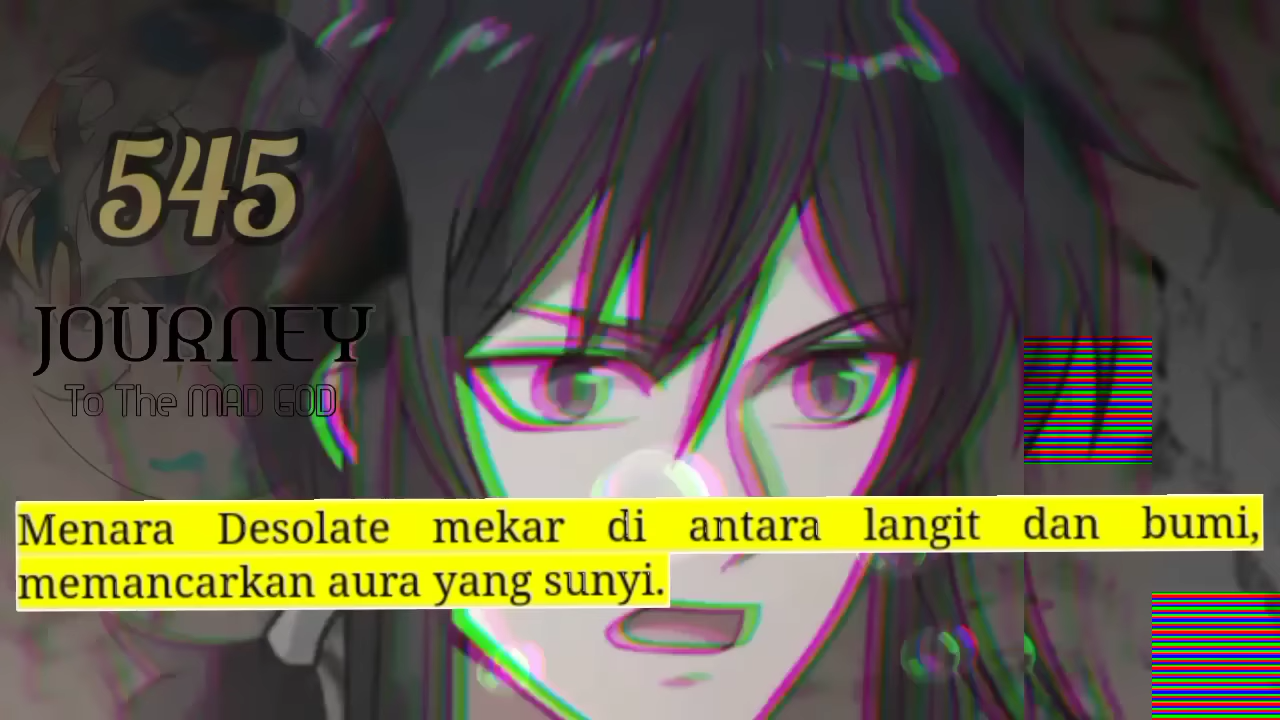 545
JOURNEY
To The MAD GOD
Menara Desolate mekar di antara langit dan bumi,
memancarkan aura yang sunyi.